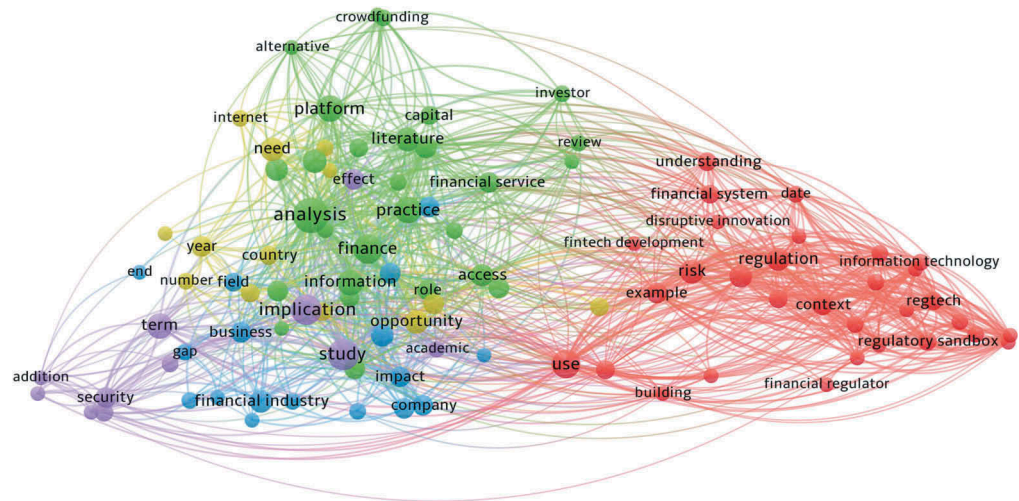 crowdfunding
alternative
investor
platform
capital
internet
literature
need
review
understanding
effect
financial service
financial system
date
analysis
practice
disruptive innovation
fintech development
year
country
finance
regulation
information technology
end
number
field
information
access
risk
role
example
context
regtech
implication
opportunity
term
business
regulatory sandbox
gap
study
academic
use
addition
impact
financial regulator
security
financial industry
company
building